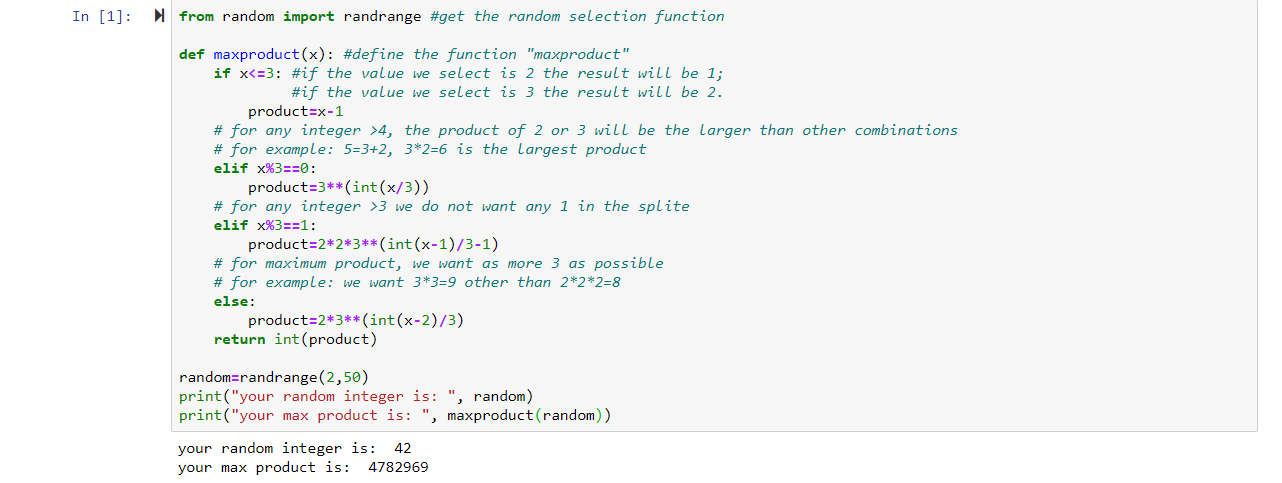 In [1]:
from random import randrange #get the random selection function
def maxproduct(x): #define the function "maxproduct"
if x<=3: #if the value we select is 2 the result will be 1;
#if the value we select is 3 the result will be 2.
product=x-1
# for any integer >4, the product of 2 or 3 will be the larger than other combinations
# for example: 5=3+2, 3*2=6 is the largest product
elif x%3==0:
product=3**(int(x/3))
# for any integer >3 we do not want any 1 in the splite
elif x%3==1:
product=2*2*3**(int(x-1)/3-1)
# for maximum product, we want as more 3 as possible
# for example: we want 3*3=9 other than 2*2*2=8
else:
product=2*3**(int(x-2)/3)
return int(product)
random=randrange(2,50)
print("your random integer is: ", random)
print("your max product is: ", maxproduct(random))
your random integer is:  42
your max product is:  4782969